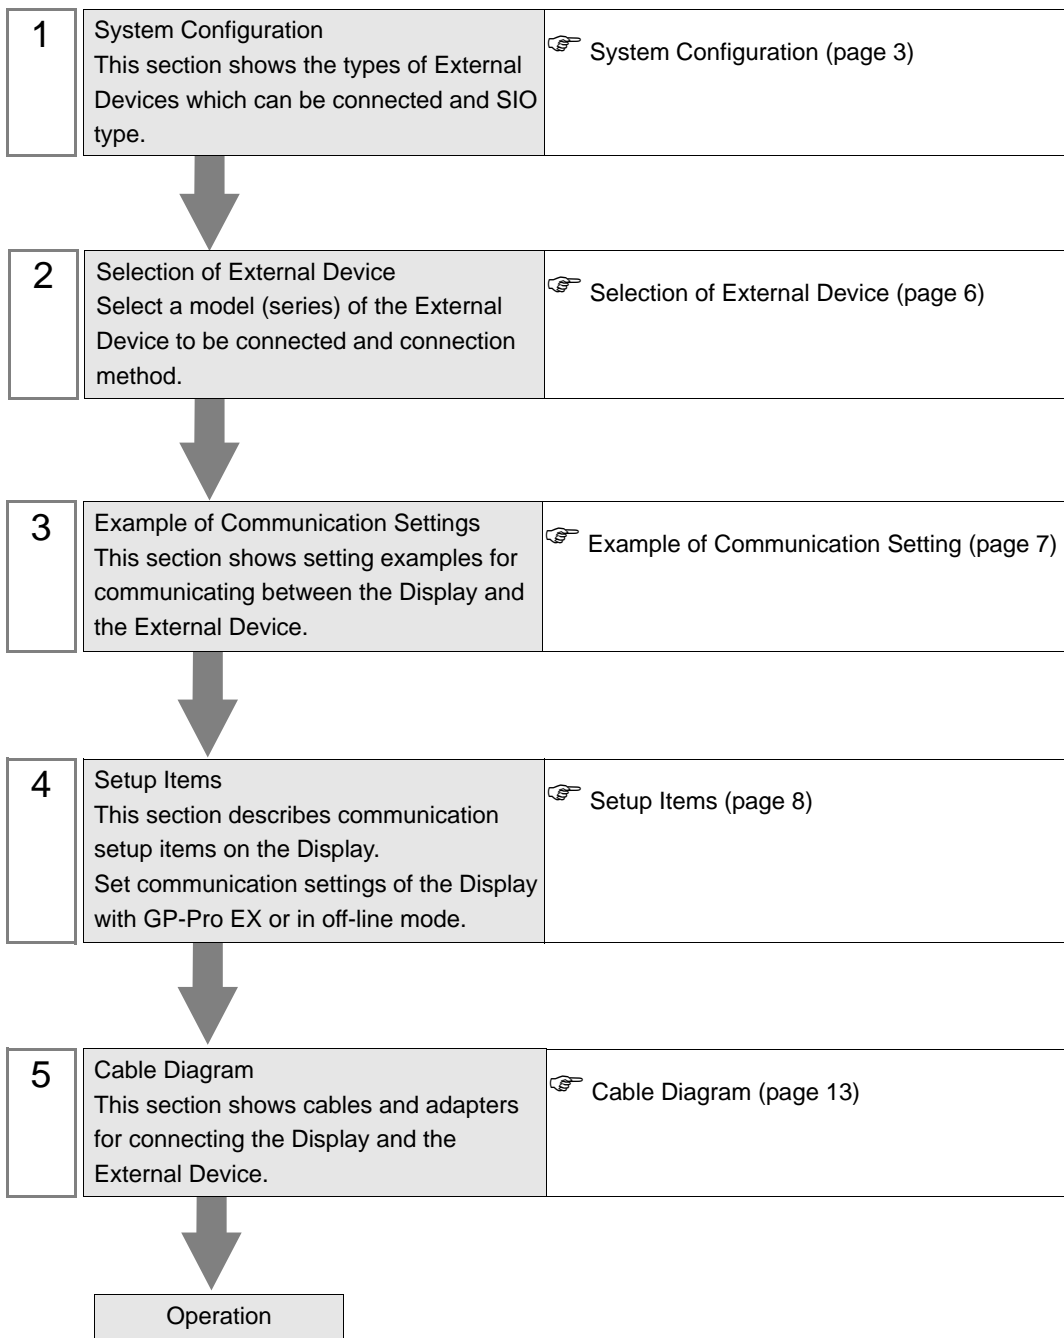 1
System Configuration
This section shows the types of External
Devices which can be connected and SIO
type.
System Configuration (page 3)
2
Selection of External Device
Select a model (series) of the External
Device to be connected and connection
method.
Selection of External Device (page 6)
3
Example of Communication Settings
This section shows setting examples for
communicating between the Display and
the External Device.
Example of Communication Setting (page 7)
4
Setup Items
This section describes communication
setup items on the Display.
Set communication settings of the Display
with GP-Pro EX or in off-line mode.
Setup Items (page 8)
5
Cable Diagram
This section shows cables and adapters
for connecting the Display and the
External Device.
Cable Diagram (page 13)
Operation